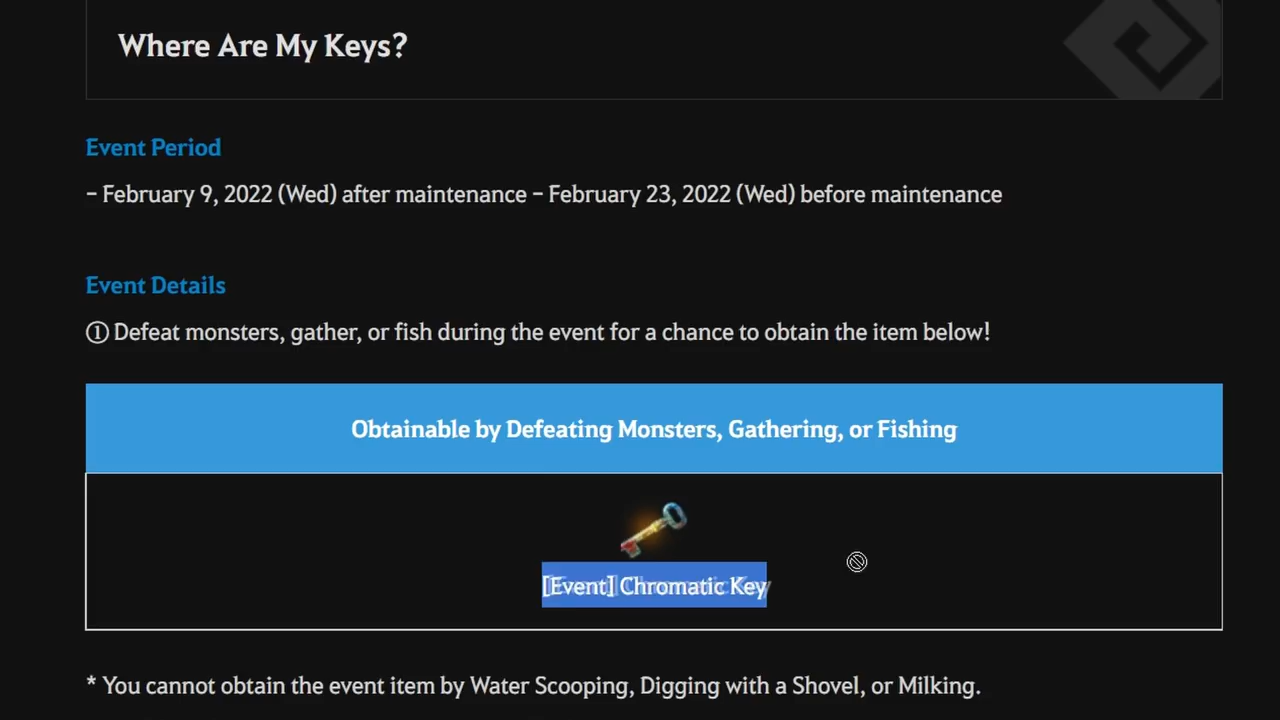 Where Are My Keys?
Event Period
– February 9, 2022 (Wed) after maintenance – February 23, 2022 (Wed) before maintenance
Event Details
① Defeat monsters, gather, or fish during the event for a chance to obtain the item below!
Obtainable by Defeating Monsters, Gathering, or Fishing
[Event] Chromatic Key
* You cannot obtain the event item by Water Scooping, Digging with a Shovel, or Milking.